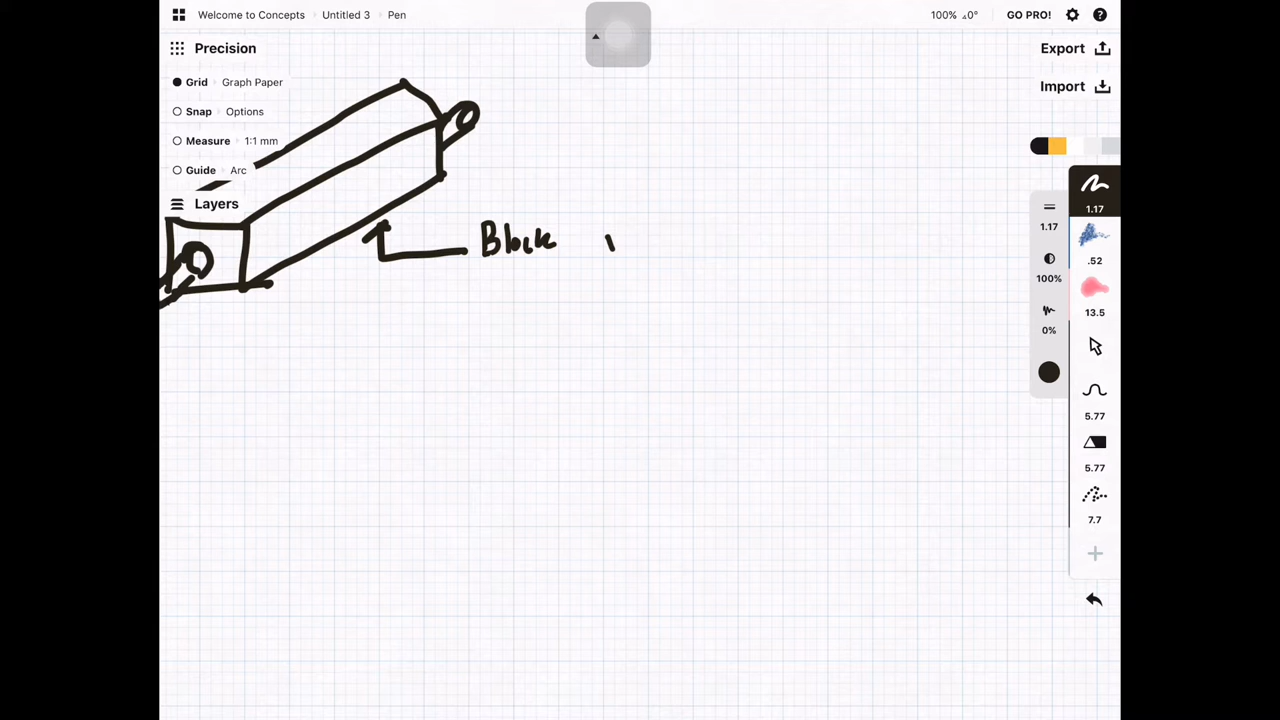 Welcome to Concepts › Untitled 3 › Pen
100% ⊿0° GO PRO! ?
Precision
Export
Grid › Graph Paper
Import
Snap › Options
Measure › 1:1 mm
Guide › Arc
Layers
1.17
1.17
100%
.52
0%
13.5
5.77
5.77
7.7
Block